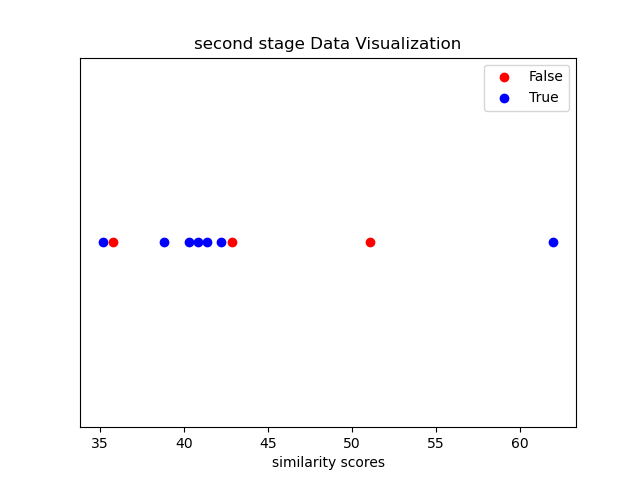 second stage Data Visualization
False
True
35 40 45 50 55 60
similarity scores